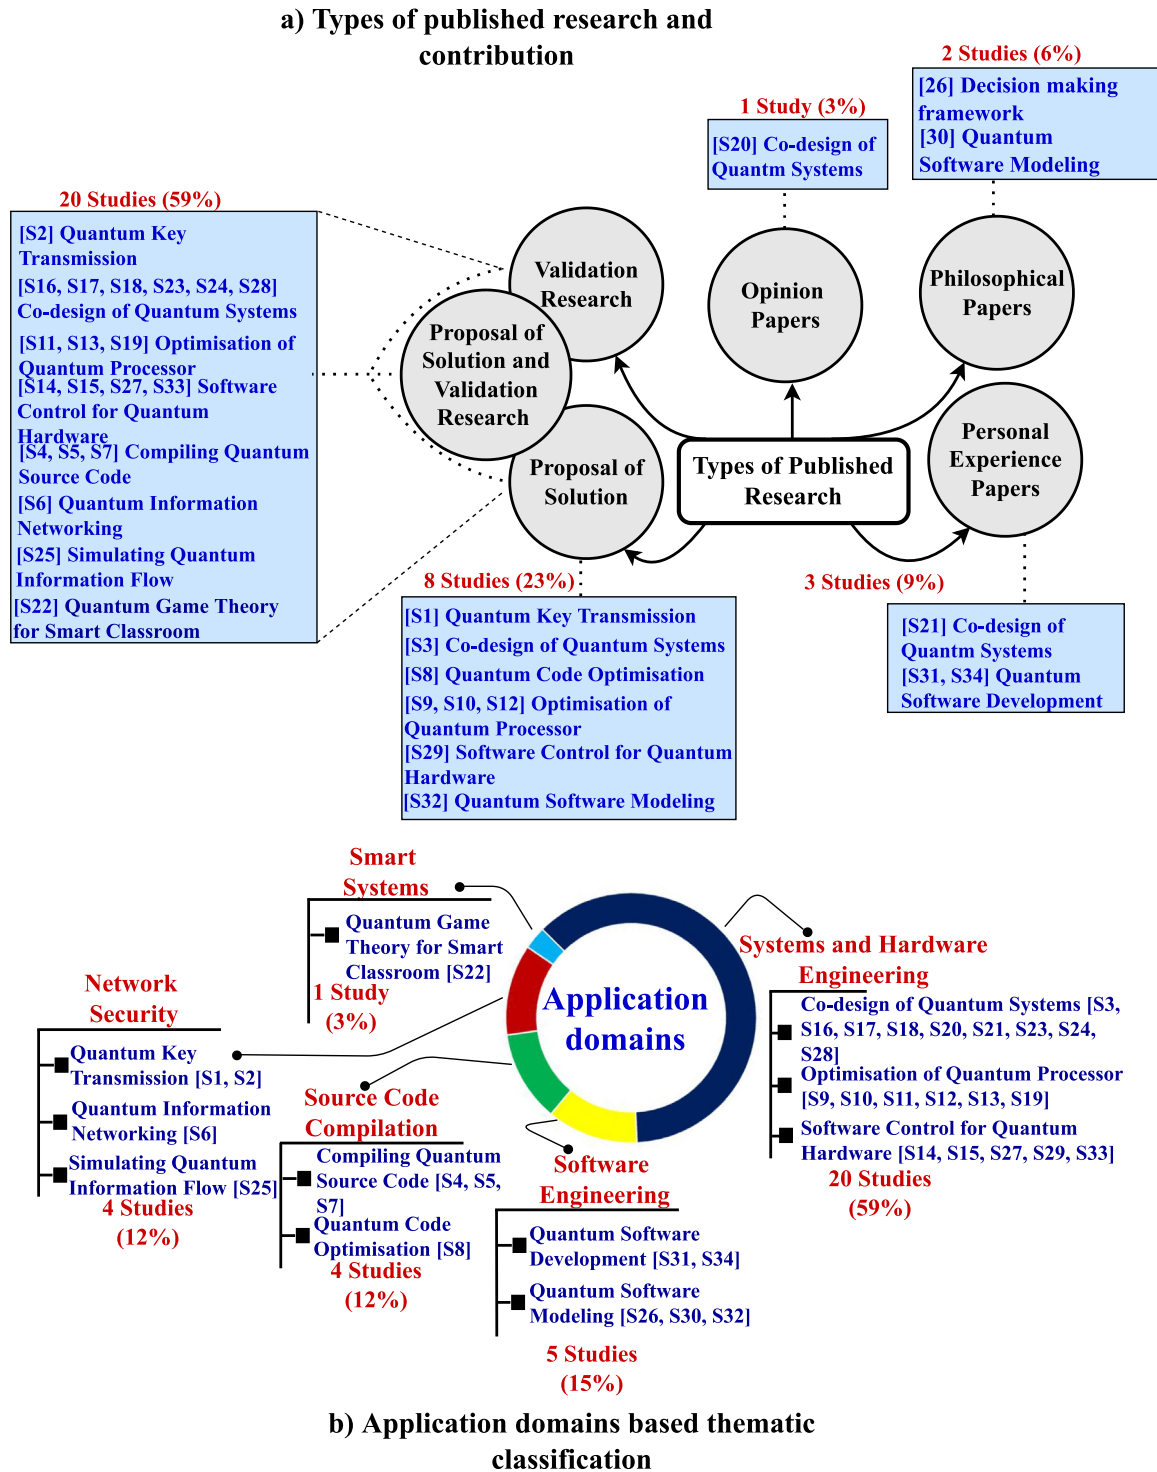 a) Types of published research and
contribution
2 Studies (6%)
[26] Decision making
framework
[30] Quantum
Software Modeling
1 Study (3%)
[S20] Co-design of
Quantm Systems
20 Studies (59%)
[S2] Quantum Key
Transmission
[S16, S17, S18, S23, S24, S28]
Co-design of Quantum Systems
[S11, S13, S19] Optimisation of
Quantum Processor
[S14, S15, S27, S33] Software
Control for Quantum
Hardware
[S4, S5, S7] Compiling Quantum
Source Code
[S6] Quantum Information
Networking
[S25] Simulating Quantum
Information Flow
[S22] Quantum Game Theory
for Smart Classroom
Validation
Research
Proposal of
Solution and
Validation
Research
Proposal of
Solution
Opinion
Papers
Philosophical
Papers
Personal
Experience
Papers
Types of Published
Research
8 Studies (23%)
[S1] Quantum Key Transmission
[S3] Co-design of Quantum Systems
[S8] Quantum Code Optimisation
[S9, S10, S12] Optimisation of
Quantum Processor
[S29] Software Control for Quantum
Hardware
[S32] Quantum Software Modeling
3 Studies (9%)
[S21] Co-design of
Quantm Systems
[S31, S34] Quantum
Software Development
Smart
Systems
Quantum Game
Theory for Smart
Classroom [S22]
1 Study
(3%)
Network
Security
Quantum Key
Transmission [S1, S2]
Quantum Information
Networking [S6]
Simulating Quantum
Information Flow [S25]
4 Studies
(12%)
Application
domains
Source Code
Compilation
Compiling Quantum
Source Code [S4, S5,
S7]
Quantum Code
Optimisation [S8]
4 Studies
(12%)
Software
Engineering
Quantum Software
Development [S31, S34]
Quantum Software
Modeling [S26, S30, S32]
5 Studies
(15%)
Systems and Hardware
Engineering
Co-design of Quantum Systems [S3,
S16, S17, S18, S20, S21, S23, S24,
S28]
Optimisation of Quantum Processor
[S9, S10, S11, S12, S13, S19]
Software Control for Quantum
Hardware [S14, S15, S27, S29, S33]
20 Studies
(59%)
b) Application domains based thematic
classification